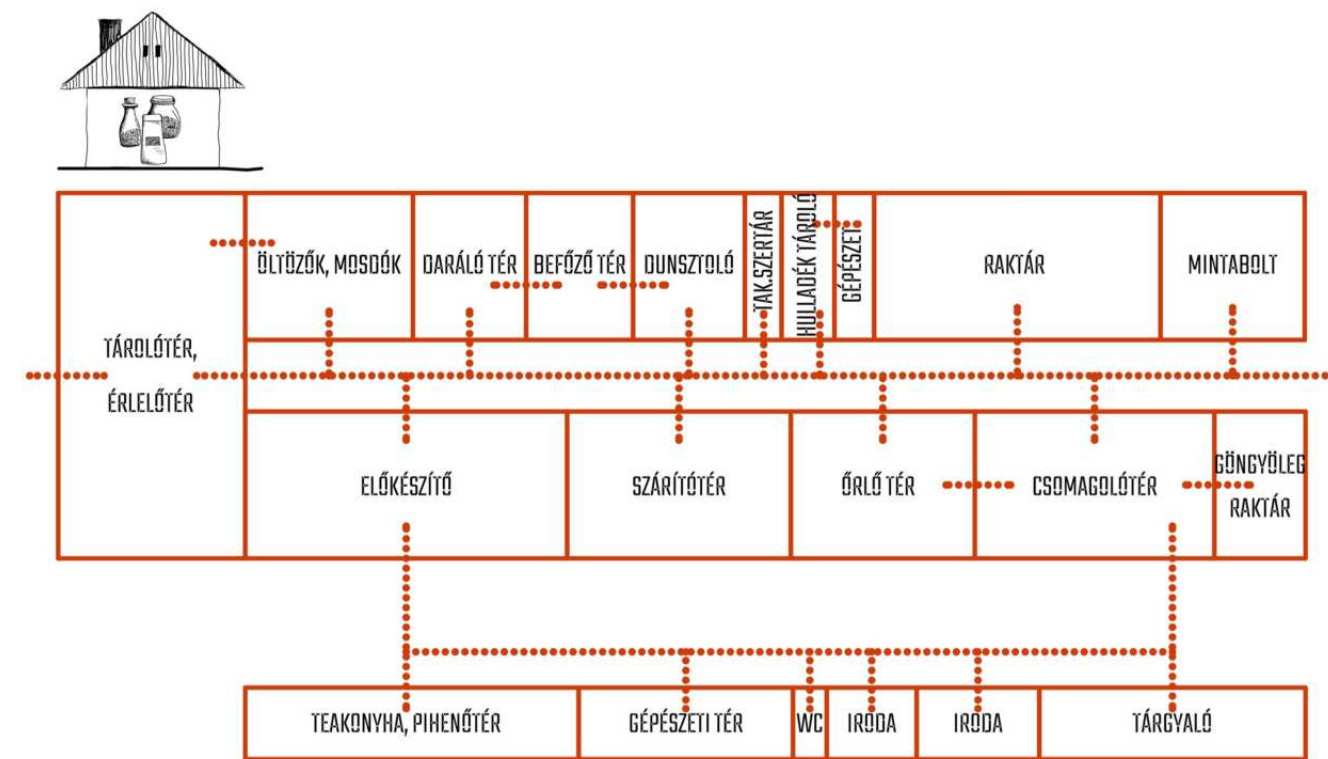 ÖLTÖZŐK, MOSDÓK
DARÁLÓ TÉR
BEFŐZŐ TÉR
DUNSZTOLÓ
TAK.SZERTÁR
HULLADÉK TÁROLÓ
GÉPÉSZET
RAKTÁR
MINTABOLT
TÁROLÓTÉR,
ÉRLELŐTÉR
ELŐKÉSZÍTŐ
SZÁRÍTÓTÉR
ŐRLŐ TÉR
CSOMAGOLÓTÉR
GÖNGYÖLEG
RAKTÁR
TEAKONYHA, PIHENŐTÉR
GÉPÉSZETI TÉR
WC
IRODA
IRODA
TÁRGYALÓ